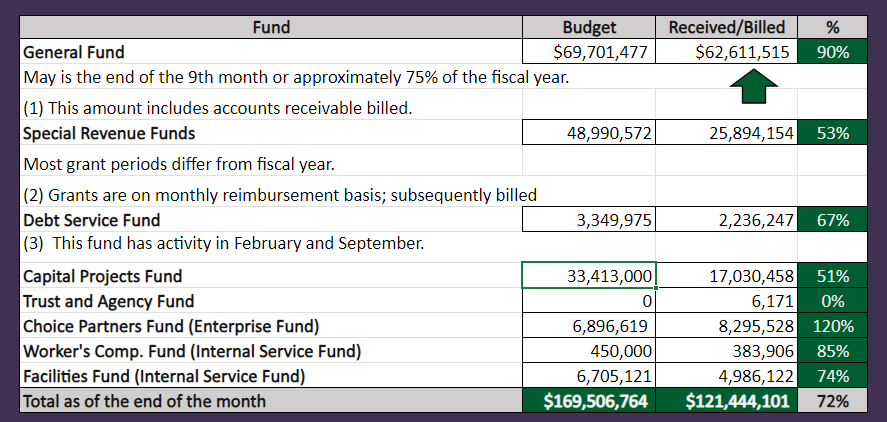 Fund Budget Received/Billed %
General Fund $69,701,477 $62,611,515 90%
May is the end of the 9th month or approximately 75% of the fiscal year.
(1) This amount includes accounts receivable billed.
Special Revenue Funds 48,990,572 25,894,154 53%
Most grant periods differ from fiscal year.
(2) Grants are on monthly reimbursement basis; subsequently billed
Debt Service Fund 3,349,975 2,236,247 67%
(3) This fund has activity in February and September.
Capital Projects Fund 33,413,000 17,030,458 51%
Trust and Agency Fund 0 6,171 0%
Choice Partners Fund (Enterprise Fund) 6,896,619 8,295,528 120%
Worker's Comp. Fund (Internal Service Fund) 450,000 383,906 85%
Facilities Fund (Internal Service Fund) 6,705,121 4,986,122 74%
Total as of the end of the month $169,506,764 $121,444,101 72%